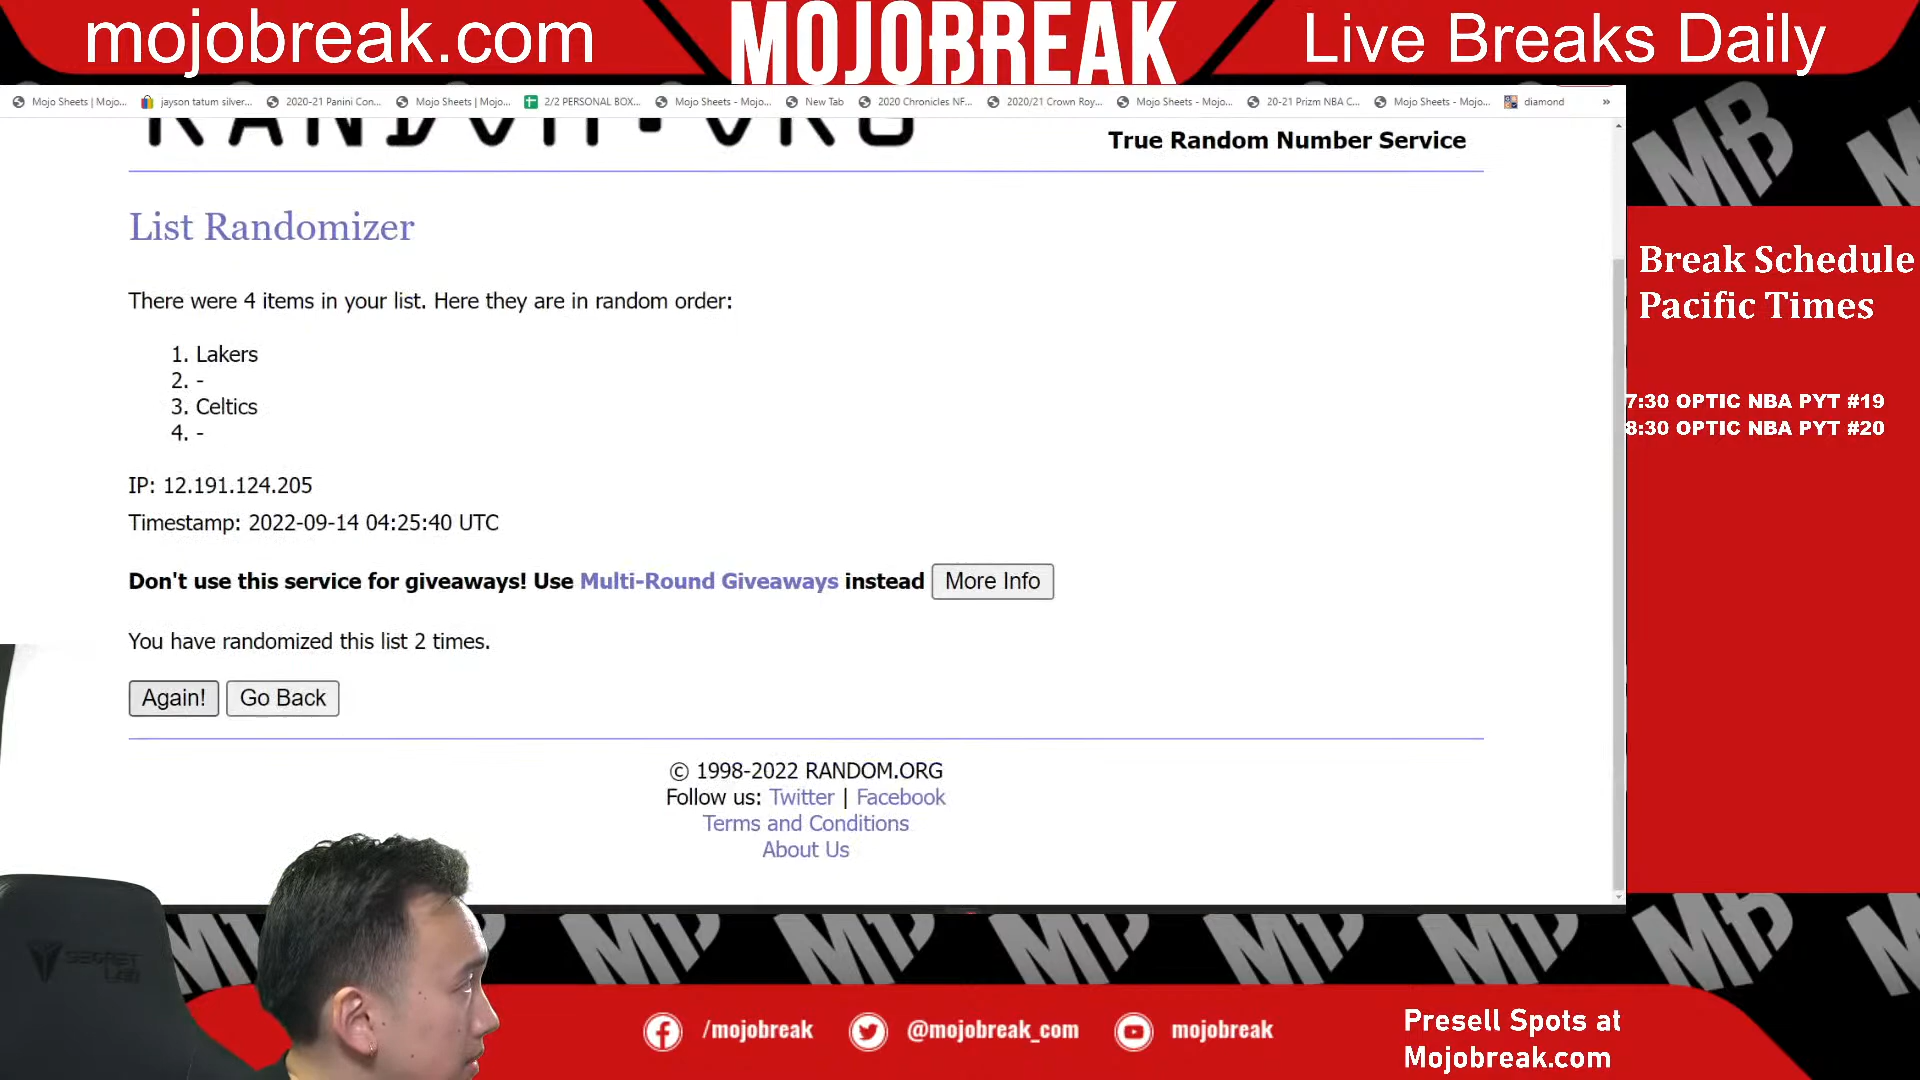 mojobreak.com
MOJOBREAK
Live Breaks Daily
Mojo Sheets | Mojo...
jayson tatum silver...
2020-21 Panini Con...
Mojo Sheets | Mojo...
2/2 PERSONAL BOX...
Mojo Sheets - Mojo...
New Tab
2020 Chronicles NF...
2020/21 Crown Roy...
Mojo Sheets - Mojo...
20-21 Prizm NBA C...
Mojo Sheets - Mojo...
diamond
»
RANDOM.ORG
True Random Number Service
List Randomizer
There were 4 items in your list. Here they are in random order:
1. Lakers
2. -
3. Celtics
4. -
IP: 12.191.124.205
Timestamp: 2022-09-14 04:25:40 UTC
Don't use this service for giveaways! Use Multi-Round Giveaways instead More Info
You have randomized this list 2 times.
Again! Go Back
© 1998-2022 RANDOM.ORG
Follow us: Twitter | Facebook
Terms and Conditions
About Us
Break Schedule
Pacific Times
7:30 OPTIC NBA PYT #19
8:30 OPTIC NBA PYT #20
SECRET
LAB
/mojobreak
@mojobreak_com
mojobreak
Presell Spots at
Mojobreak.com